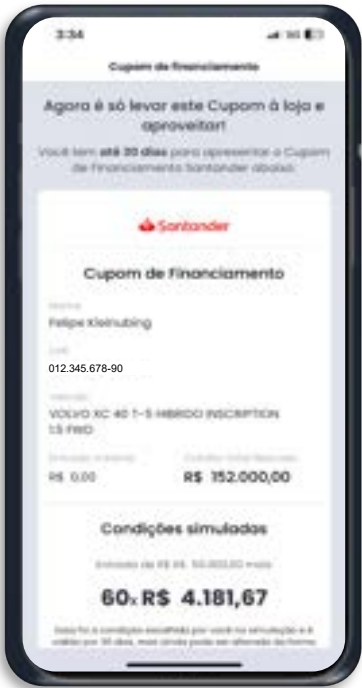 3:34
Cupom de financiamento
Agora é só levar este Cupom à loja e
aproveitar!
Você tem até 30 dias para apresentar o Cupom
de Financiamento Santander abaixo.
Santander
Cupom de Financiamento
Nome
Felipe Kleinubing
012.345.678-90
VOLVO XC 40 T-5 HIBRIDO INSCRIPTION
1.5 FWD
R$ 0,00
R$ 152.000,00
Condições simuladas
60x R$ 4.181,67